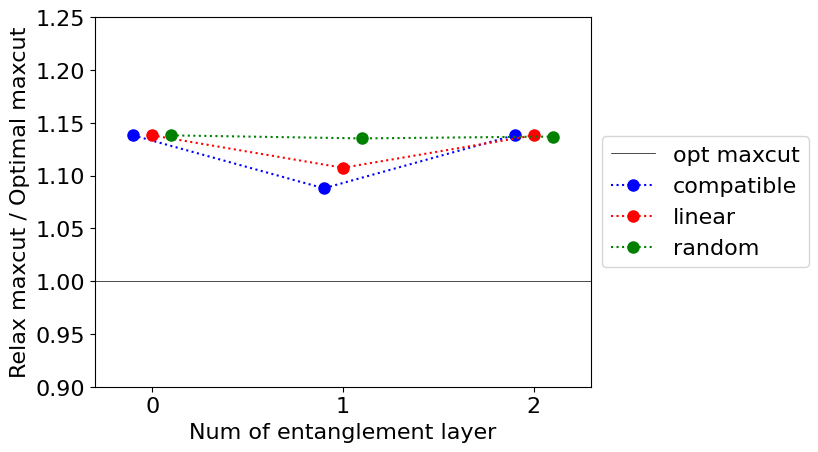 Relax maxcut / Optimal maxcut
1.25
1.20
1.15
1.10
1.05
1.00
0.95
0.90
0
1
2
Num of entanglement layer
opt maxcut
compatible
linear
random